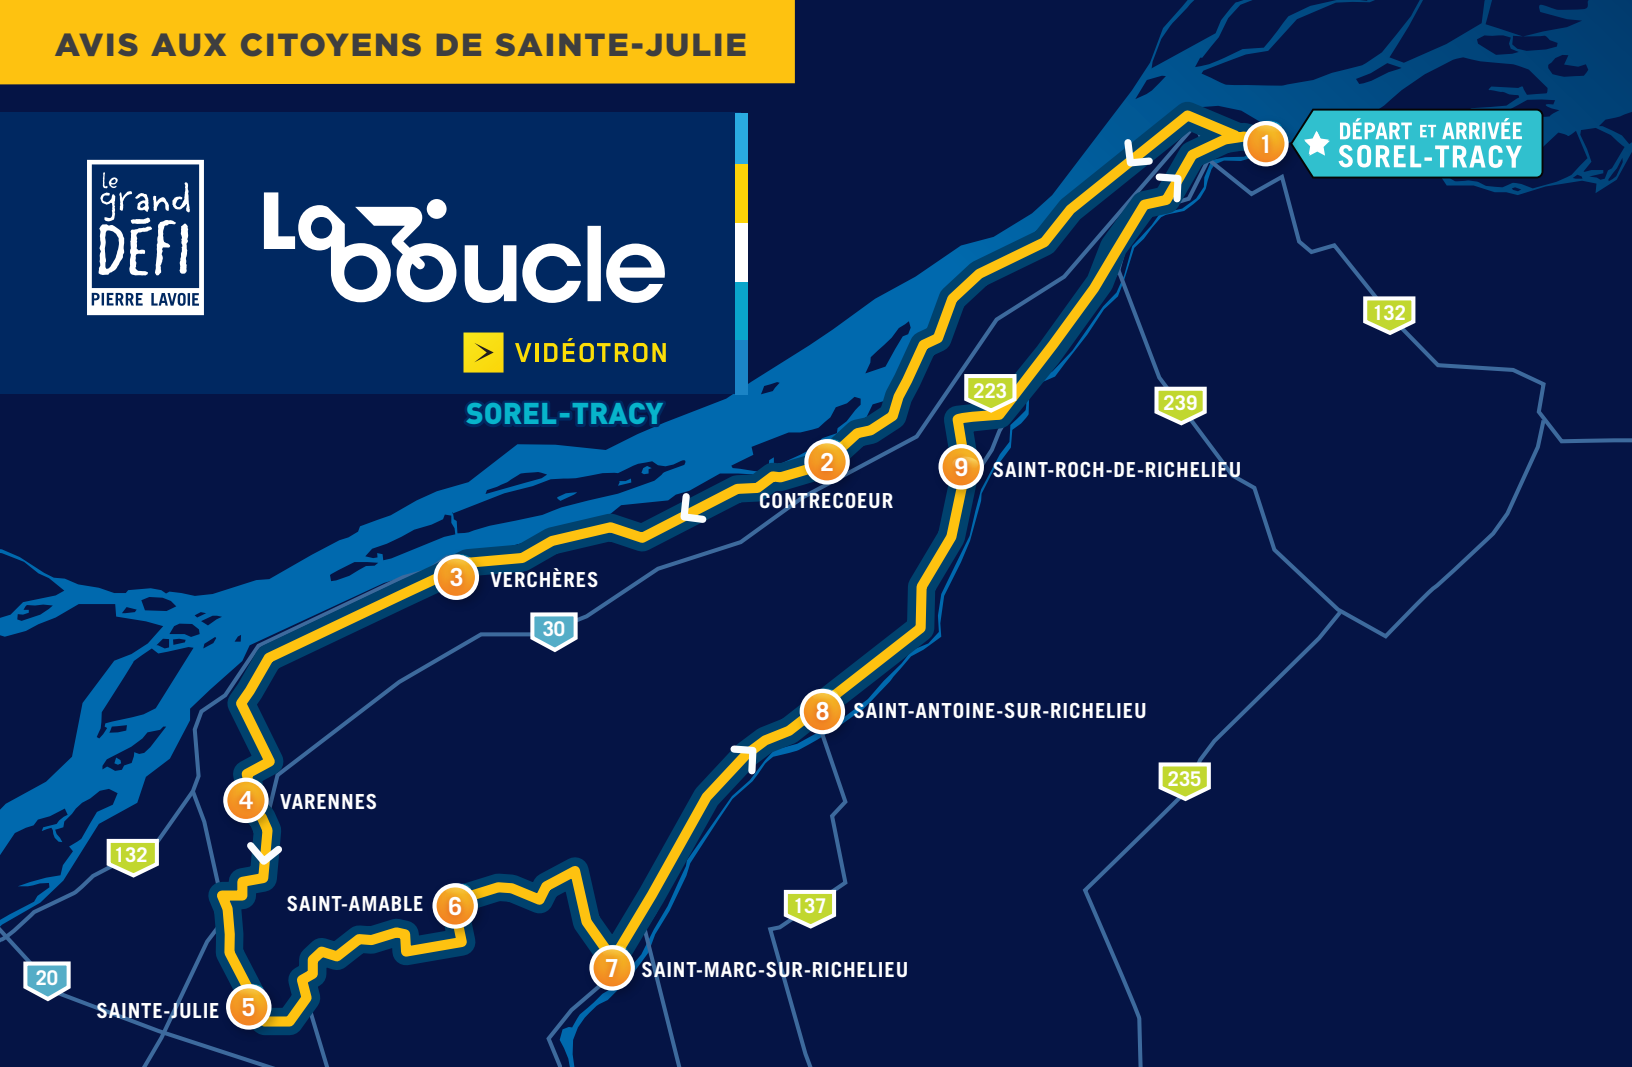 AVIS AUX CITOYENS DE SAINTE-JULIE
le
grand
DÉFI
PIERRE LAVOIE
La
boucle
VIDÉOTRON
SOREL-TRACY
1
DÉPART ET ARRIVÉE
SOREL-TRACY
132
223
239
2
CONTRECOEUR
9
SAINT-ROCH-DE-RICHELIEU
3
VERCHÈRES
30
8
SAINT-ANTOINE-SUR-RICHELIEU
235
4
VARENNES
132
SAINT-AMABLE
6
137
20
7
SAINT-MARC-SUR-RICHELIEU
SAINTE-JULIE
5